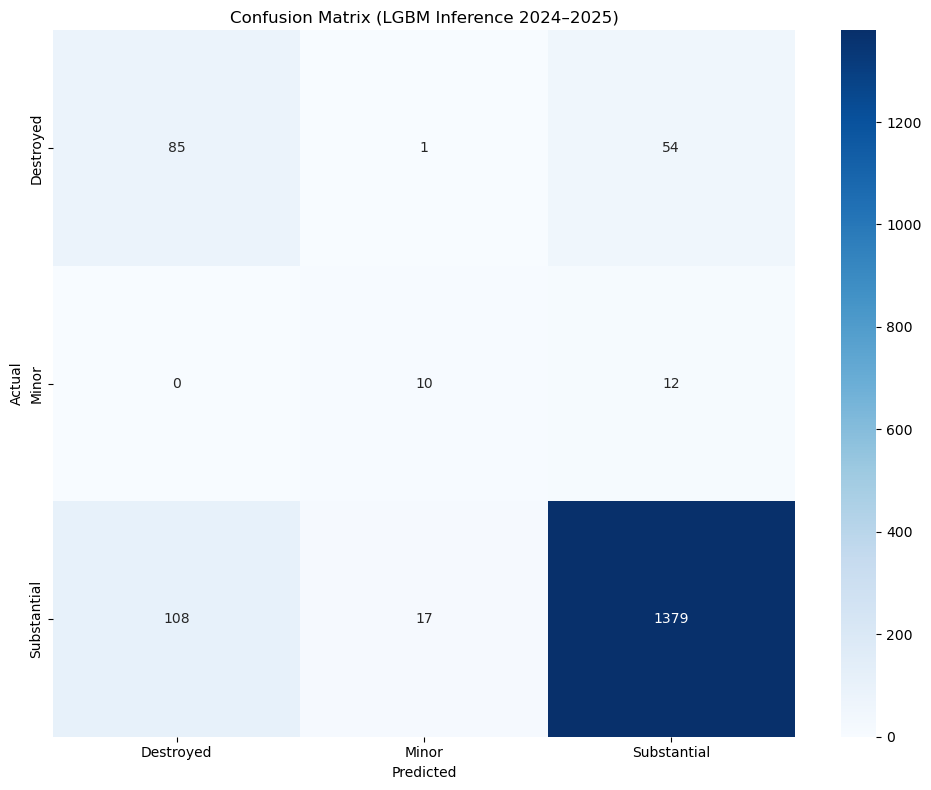 Confusion Matrix (LGBM Inference 2024–2025)
Destroyed
85
1
54
Actual
Minor
0
10
12
Substantial
108
17
1379
Destroyed
Minor
Substantial
Predicted
1200
1000
800
600
400
200
0